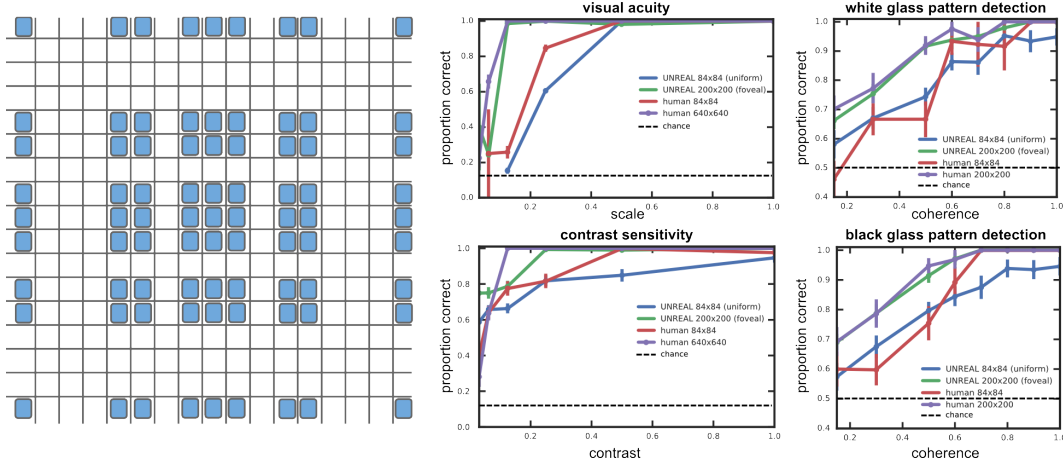 visual acuity
proportion correct
1.0
0.8
0.6
0.4
0.2
0.0
UNREAL 84x84 (uniform)
UNREAL 200x200 (foveal)
human 84x84
human 640x640
chance
0.2 0.4 0.6 0.8 1.0
scale
white glass pattern detection
proportion correct
1.0
0.9
0.8
0.7
0.6
0.5
0.4
UNREAL 84x84 (uniform)
UNREAL 200x200 (foveal)
human 84x84
human 200x200
chance
0.2 0.4 0.6 0.8 1.0
coherence
contrast sensitivity
proportion correct
1.0
0.8
0.6
0.4
0.2
0.0
UNREAL 84x84 (uniform)
UNREAL 200x200 (foveal)
human 84x84
human 640x640
chance
0.2 0.4 0.6 0.8 1.0
contrast
black glass pattern detection
proportion correct
1.0
0.9
0.8
0.7
0.6
0.5
0.4
UNREAL 84x84 (uniform)
UNREAL 200x200 (foveal)
human 84x84
human 200x200
chance
0.2 0.4 0.6 0.8 1.0
coherence